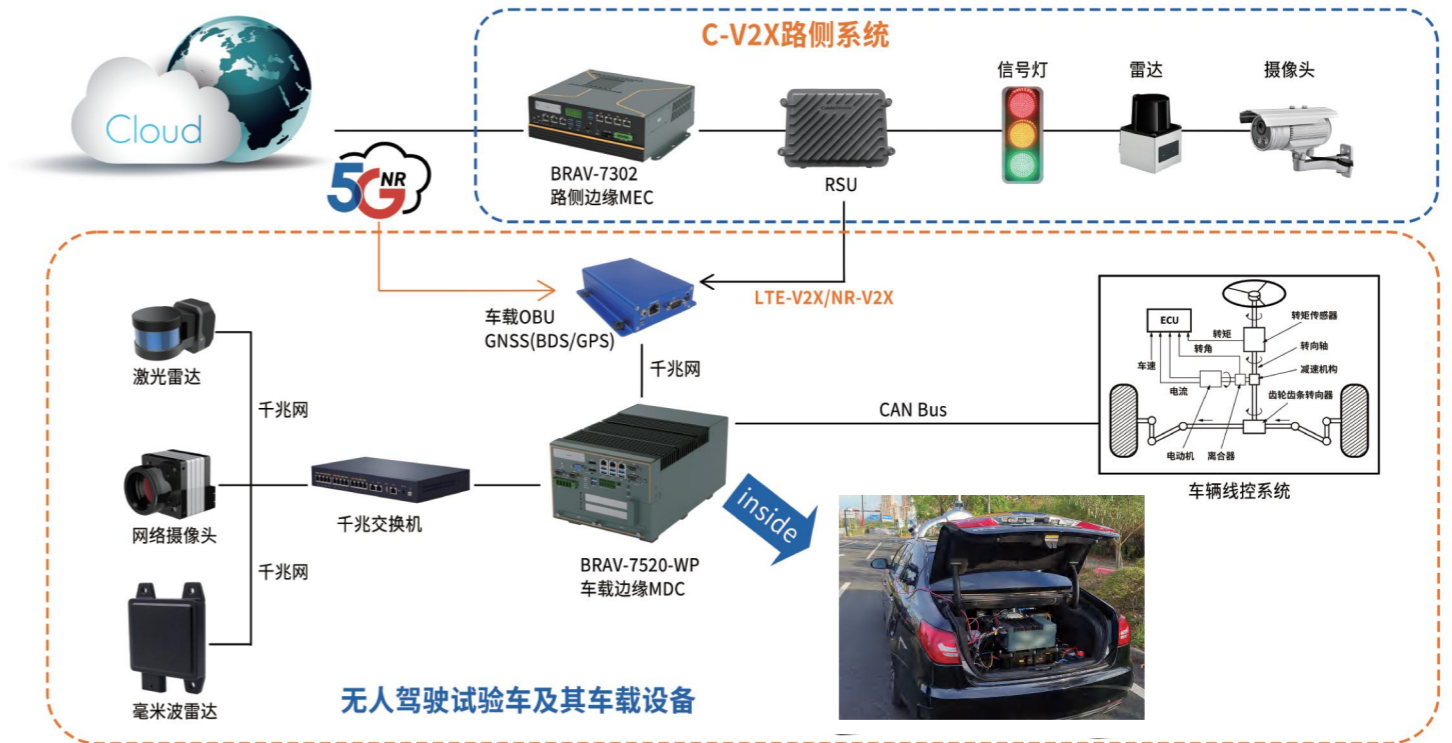 C-V2X路侧系统
Cloud
信号灯
雷达
摄像头
BRAV-7302
路侧边缘MEC
RSU
5G NR
LTE-V2X/NR-V2X
车载OBU
GNSS(BDS/GPS)
千兆网
激光雷达
千兆网
网络摄像头
千兆网
毫米波雷达
千兆交换机
BRAV-7520-WP
车载边缘MDC
inside
CAN Bus
ECU
转矩
转矩传感器
转角
转向轴
车速
减速机构
电流
齿轮齿条转向器
电动机
离合器
车辆线控系统
无人驾驶试验车及其车载设备